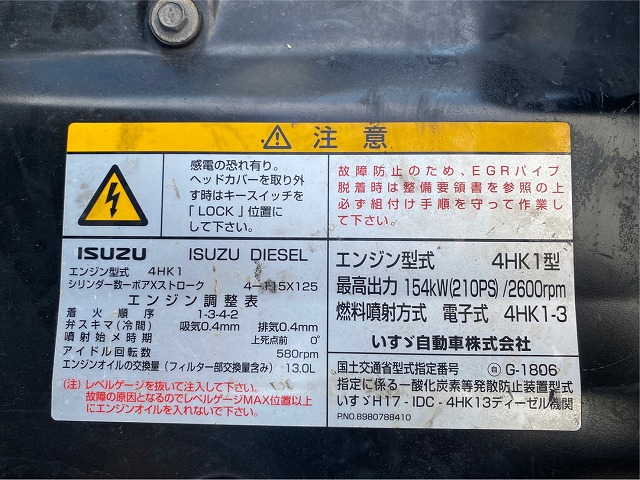 注意
感電の恐れ有り。
ヘッドカバーを取り外
す時はキースイッチを
「LOCK」位置に
して下さい。
故障防止のため、EGRパイプ
脱着時は整備要領書を参照の上
必ず組付け手順を守って作業し
て下さい。
ISUZU ISUZU DIESEL
エンジン型式 4HK1
シリンダー数ーボアXストローク 4-115X125
エンジン調整表
着火順序 1-3-4-2
弁スキマ(冷間) 吸気0.4mm 排気0.4mm
噴射始メ時期 上死点前 0°
アイドル回転数 580rpm
エンジンオイルの交換量(フィルター部交換量含み) 13.0L
(注)レベルゲージを抜いて注入して下さい。
故障の原因となるのでレベルゲージMAX位置以上
にエンジンオイルを入れないで下さい。
エンジン型式 4HK1型
最高出力 154kW(210PS)/2600rpm
燃料噴射方式 電子式 4HK1-3
いすゞ自動車株式会社
国土交通省型式指定番号 自 G-1806
指定に係る一酸化炭素等発散防止装置型式
いすゞH17-IDC-4HK13ディーゼル機関
P.NO.8980788410